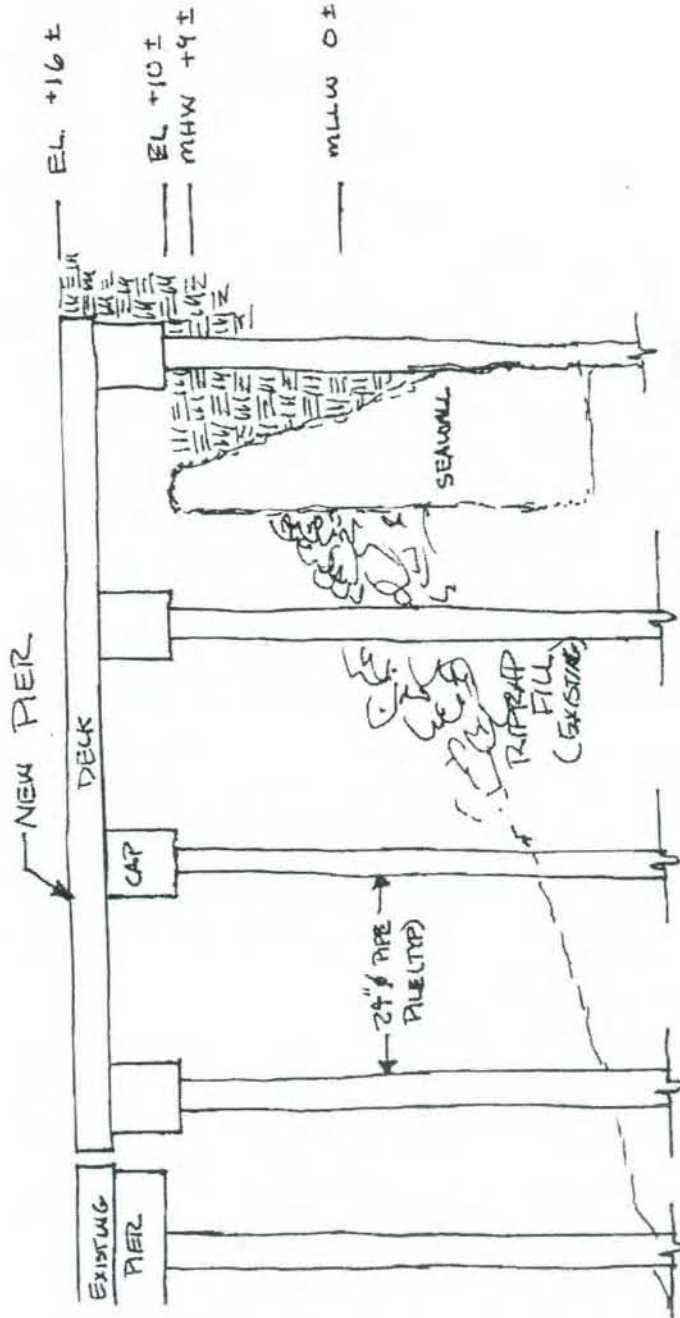 NEW PIER
EXISTING
PIER
DECK
CAP
24"ø PIPE
PILE (TYP)
RIPRAP
FILL
(EXISTING)
SEAWALL
EL. +16 ±
EL +10 ±
MHW +9 ±
MLLW 0 ±